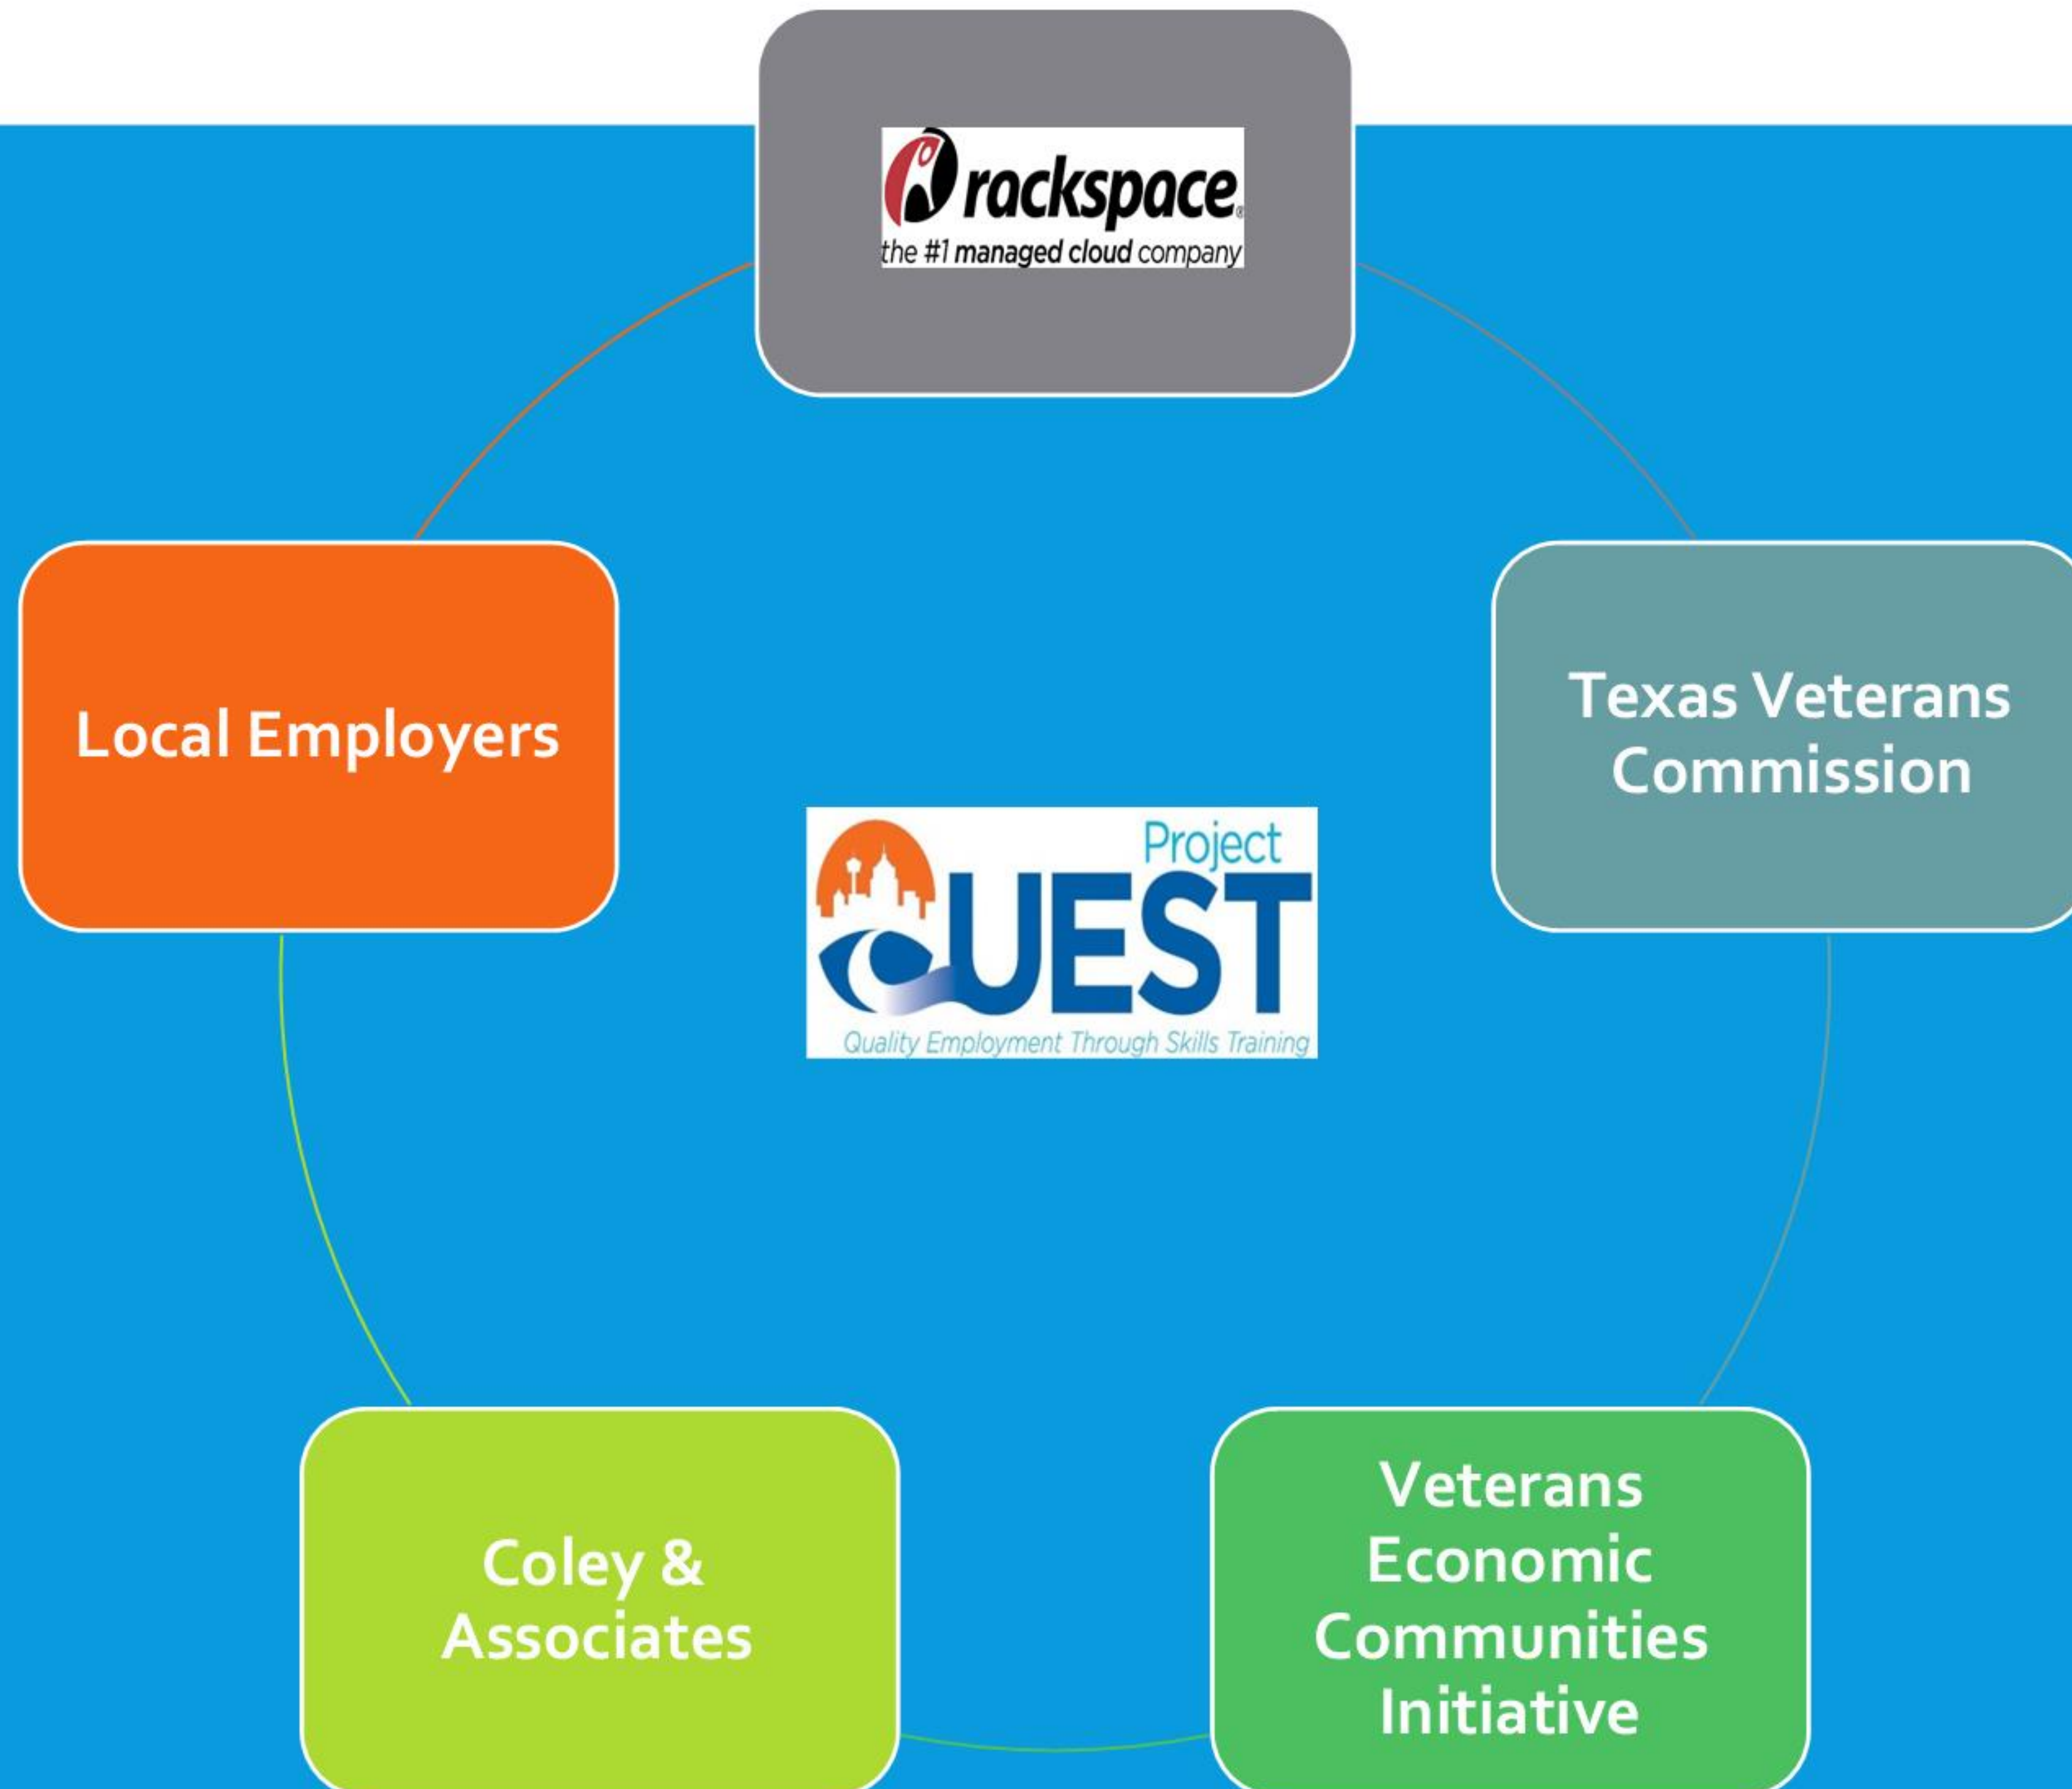 rackspace®
the #1 managed cloud company
Local Employers
Texas Veterans
Commission
Project
QUEST
Quality Employment Through Skills Training
Coley &
Associates
Veterans
Economic
Communities
Initiative